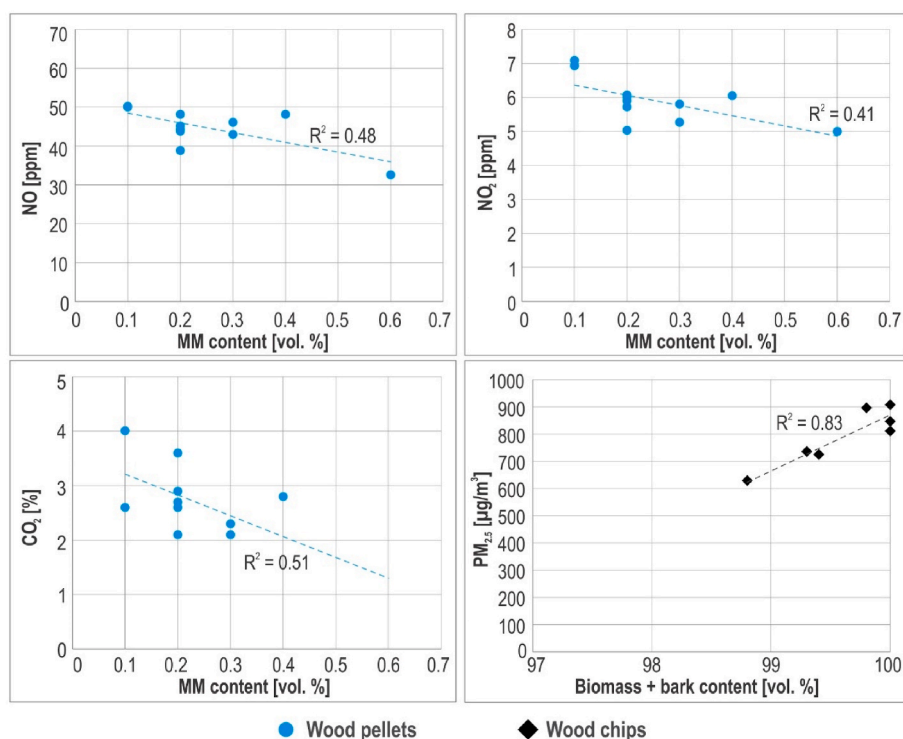 70
60
50
40
30
20
10
0
NO [ppm]
R² = 0.48
0 0.1 0.2 0.3 0.4 0.5 0.6 0.7
MM content [vol. %]
8
7
6
5
4
3
2
1
0
NO₂ [ppm]
R² = 0.41
0 0.1 0.2 0.3 0.4 0.5 0.6 0.7
MM content [vol. %]
5
4
3
2
1
0
CO₂ [%]
R² = 0.51
0 0.1 0.2 0.3 0.4 0.5 0.6 0.7
MM content [vol. %]
1000
900
800
700
600
500
400
300
200
100
0
PM₂.₅ [µg/m³]
R² = 0.83
97 98 99 100
Biomass + bark content [vol. %]
Wood pellets
Wood chips